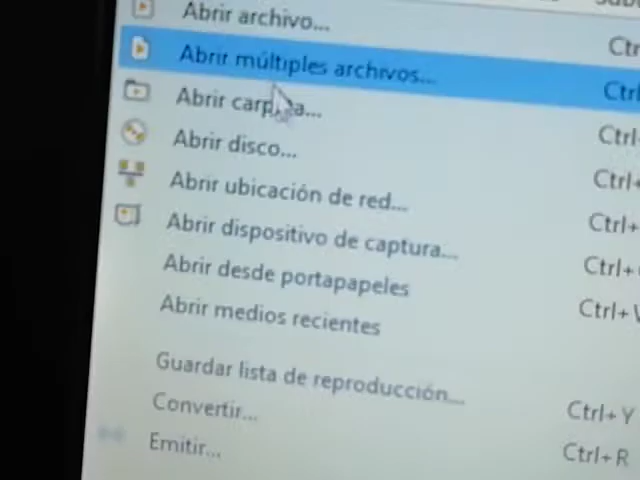 Abrir archivo...
Abrir múltiples archivos...
Abrir
Abrir disco...
Abrir ubicación de red...
Abrir dispositivo de captura...
Abrir desde portapapeles
Abrir medios recientes
Guardar lista de reproducción...
Convertir... Ctrl+Y
Emitir... Ctrl+R